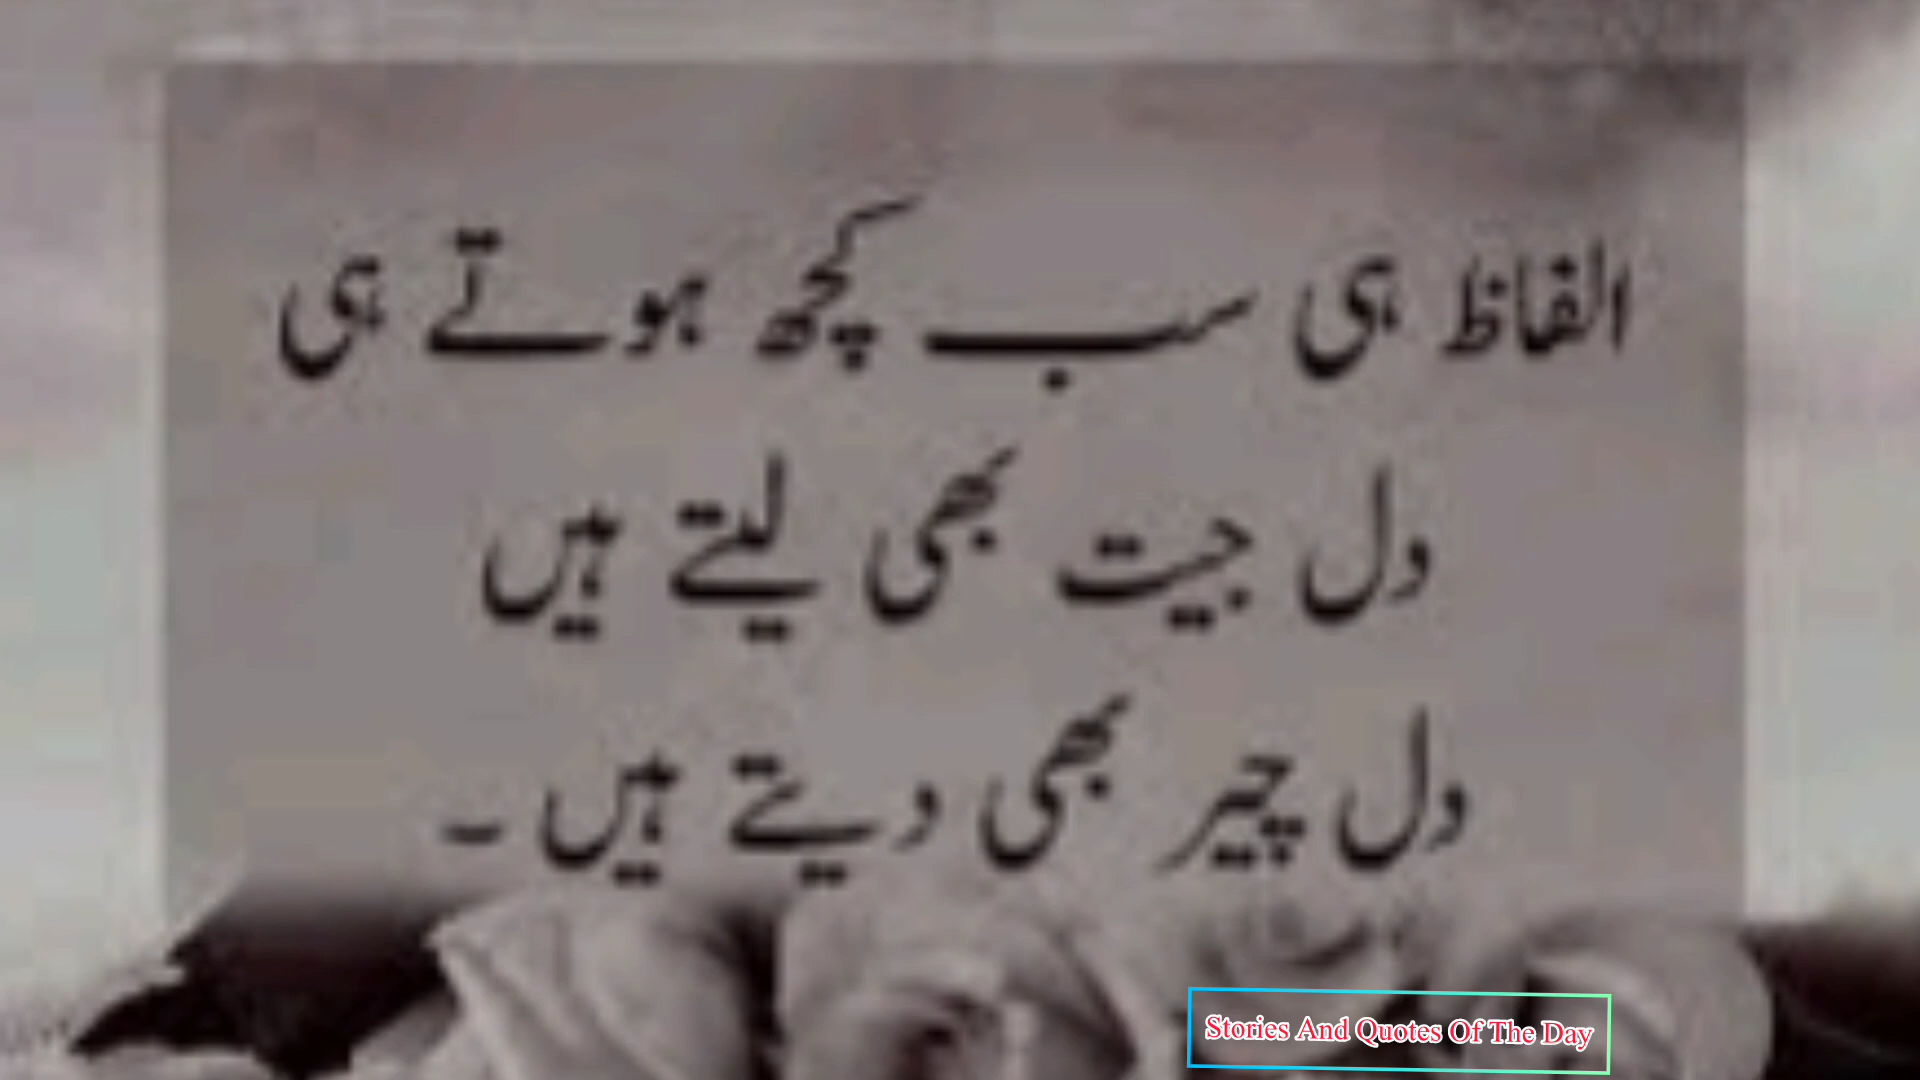 الفاظ ہی سب کچھ ہوتے ہی
دل جیت بھی لیتے ہیں
دل چیر بھی دیتے ہیں ۔
Stories And Quotes Of The Day